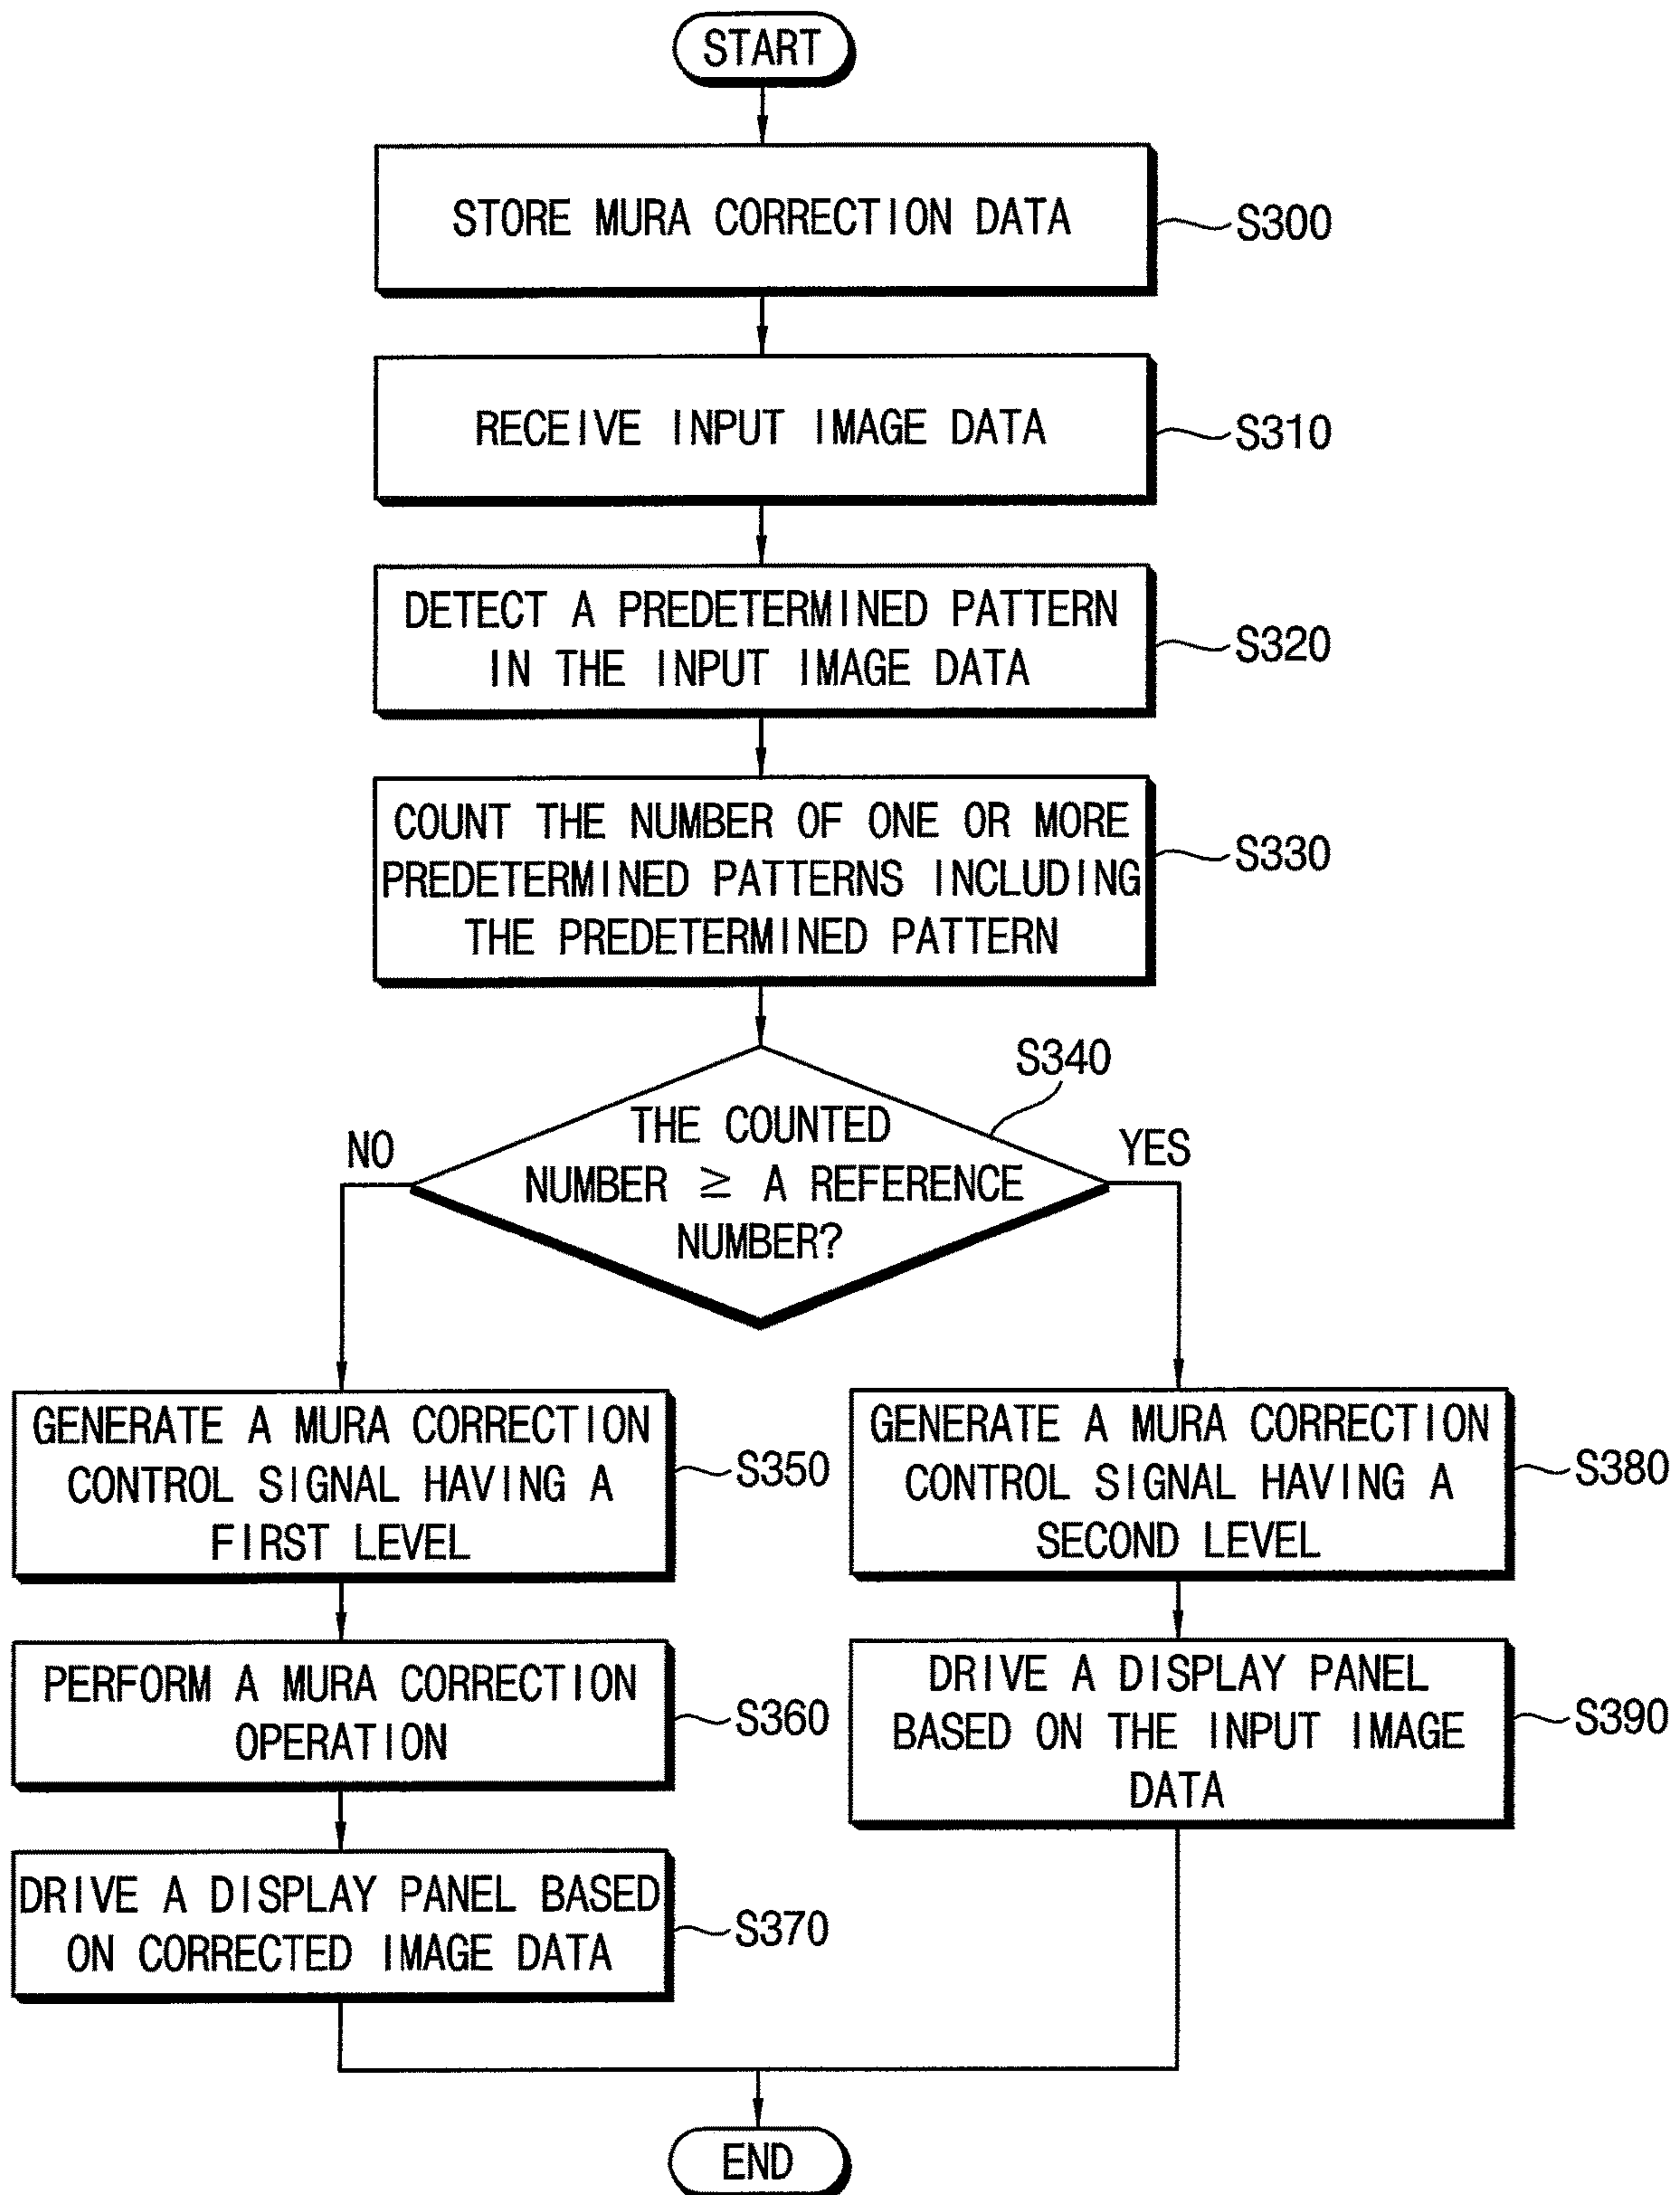 START
STORE MURA CORRECTION DATA
S300
RECEIVE INPUT IMAGE DATA
S310
DETECT A PREDETERMINED PATTERN
IN THE INPUT IMAGE DATA
S320
COUNT THE NUMBER OF ONE OR MORE
PREDETERMINED PATTERNS INCLUDING
THE PREDETERMINED PATTERN
S330
S340
THE COUNTED
NUMBER ≥ A REFERENCE
NUMBER?
NO
YES
GENERATE A MURA CORRECTION
CONTROL SIGNAL HAVING A
FIRST LEVEL
S350
PERFORM A MURA CORRECTION
OPERATION
S360
DRIVE A DISPLAY PANEL BASED
ON CORRECTED IMAGE DATA
S370
GENERATE A MURA CORRECTION
CONTROL SIGNAL HAVING A
SECOND LEVEL
S380
DRIVE A DISPLAY PANEL
BASED ON THE INPUT IMAGE
DATA
S390
END